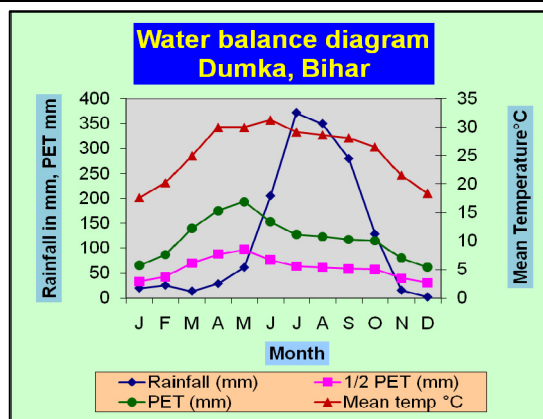 Water balance diagram
Dumka, Bihar
Rainfall in mm, PET mm
400
350
300
250
200
150
100
50
0
35
30
25
20
15
10
5
0
Mean Temperature°C
J F M A M J J A S O N D
Month
Rainfall (mm) 1/2 PET (mm)
PET (mm) Mean temp °C